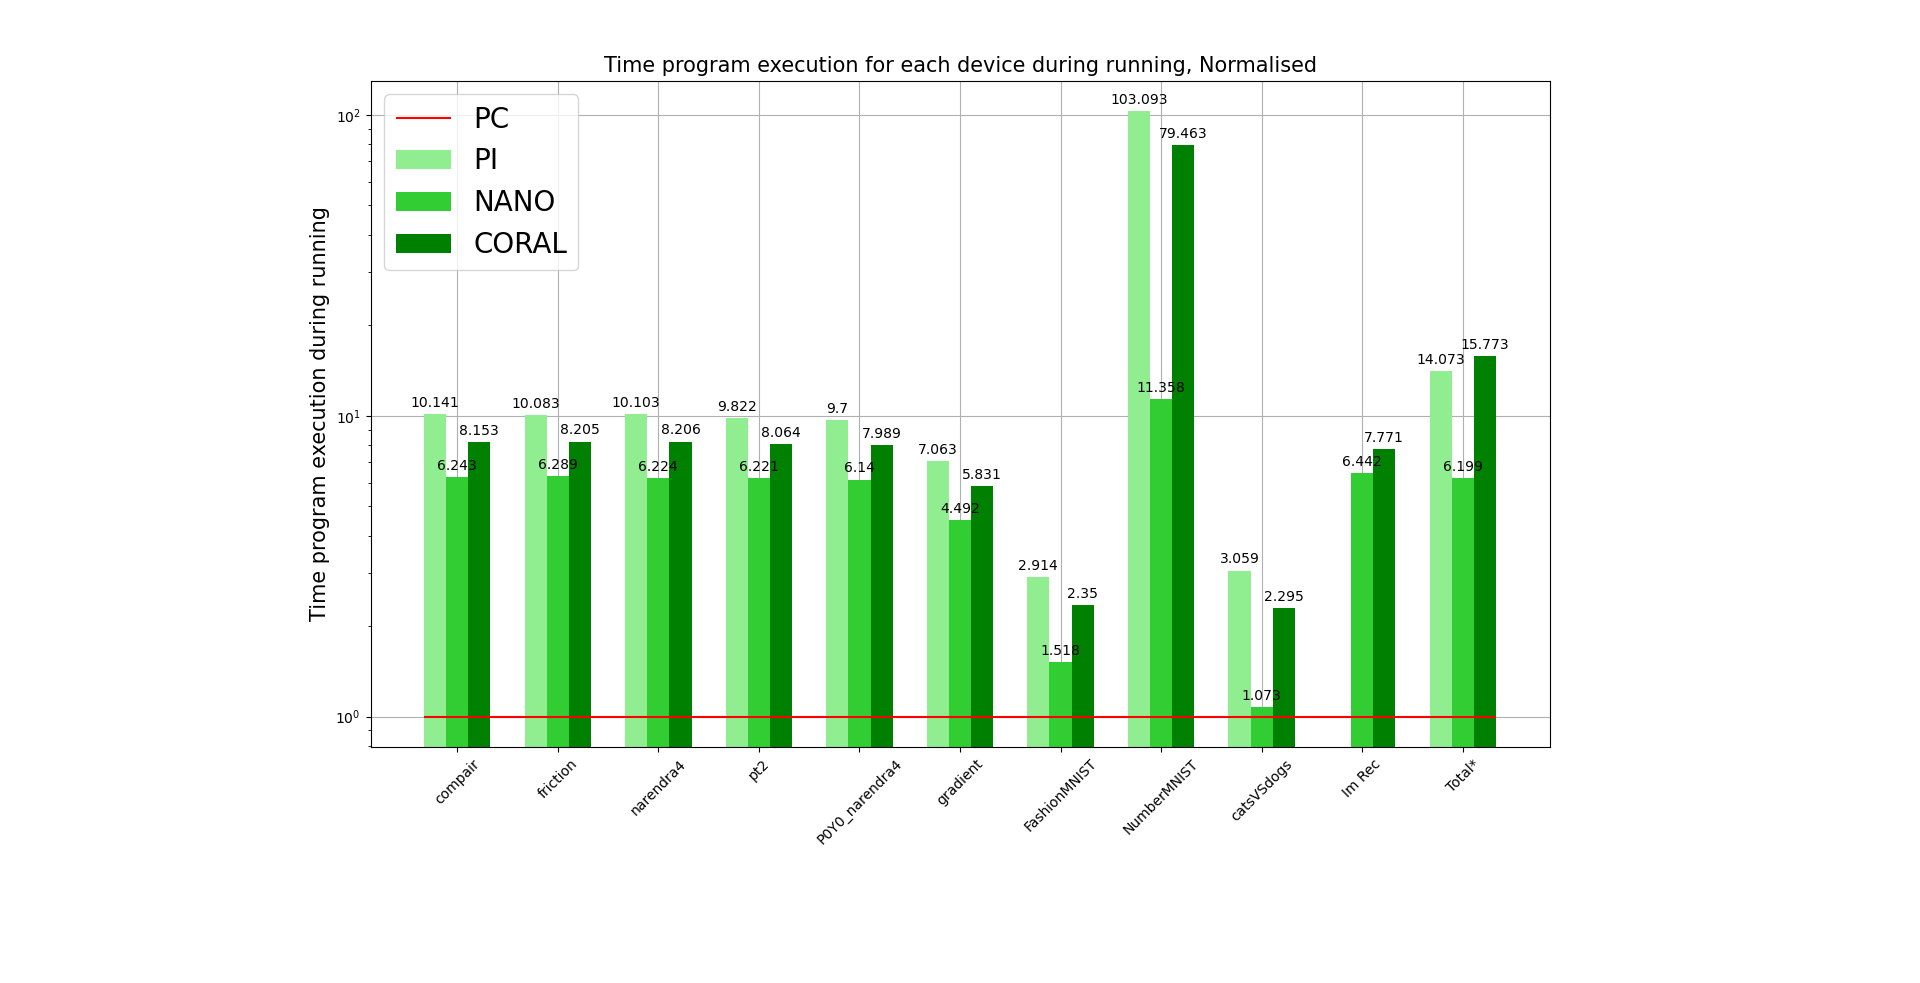 Time program execution for each device during running, Normalised
PC
PI
NANO
CORAL
Time program execution during running
10²
10¹
10⁰
10.141
6.243
8.153
10.083
6.289
8.205
10.103
6.224
8.206
9.822
6.221
8.064
9.7
6.14
7.989
7.063
4.492
5.831
2.914
1.518
2.35
103.093
11.358
79.463
3.059
1.073
2.295
6.442
7.771
14.073
6.199
15.773
compair
friction
narendra4
pt2
P0Y0_narendra4
gradient
FashionMNIST
NumberMNIST
catsVSdogs
Im Rec
Total*